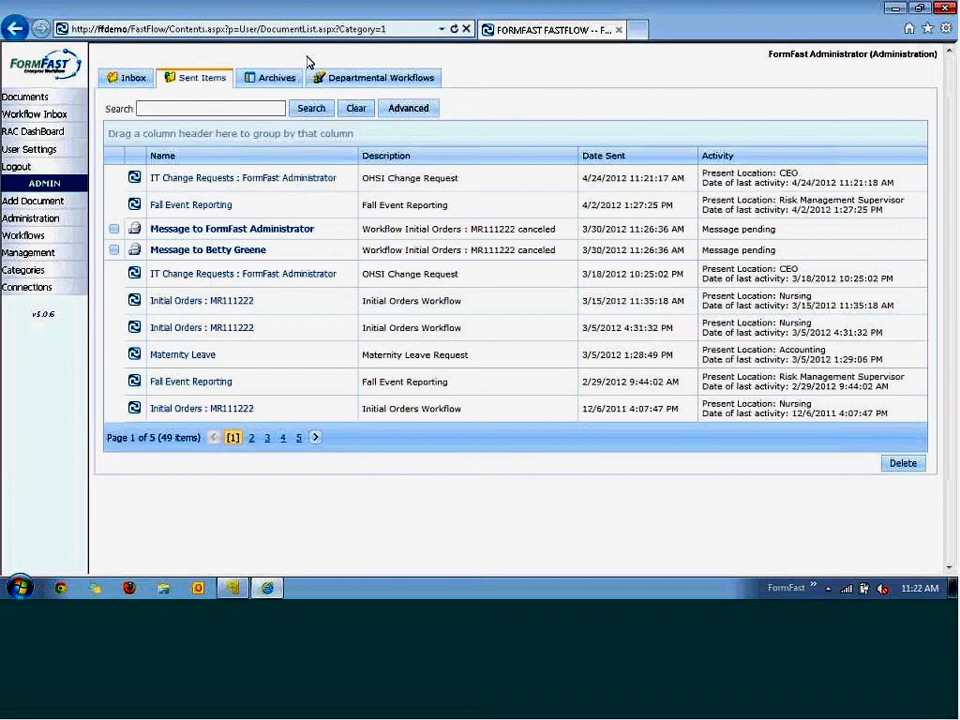 http://ffdemo/FastFlow/Contents.aspx?p=User/DocumentList.aspx?Category=1
FORMFAST FASTFLOW -- F...
FORMFAST
Enterprise Workflow
FormFast Administrator (Administration)
Inbox
Sent Items
Archives
Departmental Workflows
Documents
Workflow Inbox
RAC DashBoard
User Settings
Logout
ADMIN
Add Document
Administration
Workflows
Management
Categories
Connections
v5.0.6
Search
Search
Clear
Advanced
Drag a column header here to group by that column
Name Description Date Sent Activity
IT Change Requests : FormFast Administrator OHSI Change Request 4/24/2012 11:21:17 AM Present Location: CEO
Date of last activity: 4/24/2012 11:21:18 AM
Fall Event Reporting Fall Event Reporting 4/2/2012 1:27:25 PM Present Location: Risk Management Supervisor
Date of last activity: 4/2/2012 1:27:25 PM
Message to FormFast Administrator Workflow Initial Orders : MR111222 canceled 3/30/2012 11:26:36 AM Message pending
Message to Betty Greene Workflow Initial Orders : MR111222 canceled 3/30/2012 11:26:36 AM Message pending
IT Change Requests : FormFast Administrator OHSI Change Request 3/18/2012 10:25:02 PM Present Location: CEO
Date of last activity: 3/18/2012 10:25:02 PM
Initial Orders : MR111222 Initial Orders Workflow 3/15/2012 11:35:18 AM Present Location: Nursing
Date of last activity: 3/15/2012 11:35:18 AM
Initial Orders : MR111222 Initial Orders Workflow 3/5/2012 4:31:32 PM Present Location: Nursing
Date of last activity: 3/5/2012 4:31:32 PM
Maternity Leave Maternity Leave Request 3/5/2012 1:28:49 PM Present Location: Accounting
Date of last activity: 3/5/2012 1:29:06 PM
Fall Event Reporting Fall Event Reporting 2/29/2012 9:44:02 AM Present Location: Risk Management Supervisor
Date of last activity: 2/29/2012 9:44:02 AM
Initial Orders : MR111222 Initial Orders Workflow 12/6/2011 4:07:47 PM Present Location: Nursing
Date of last activity: 12/6/2011 4:07:47 PM
Page 1 of 5 (49 items) [1] 2 3 4 5
Delete
FormFast
11:22 AM